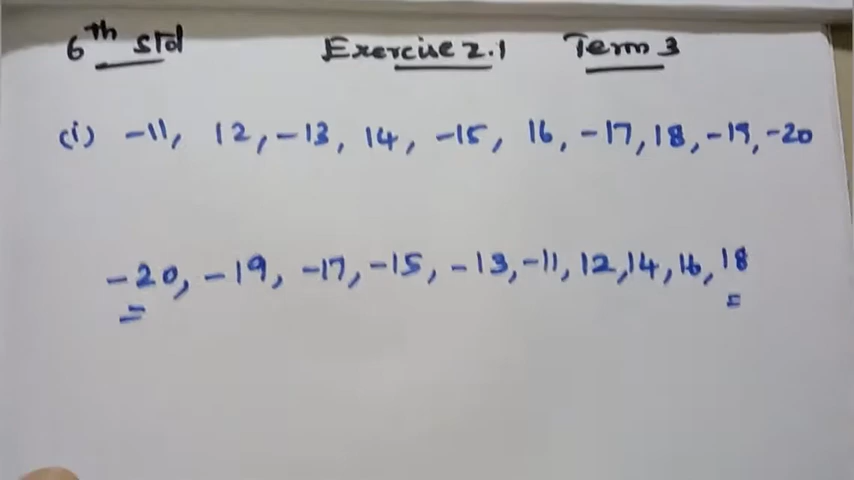 6th std Exercise 2.1 Term 3
(i) -11, 12, -13, 14, -15, 16, -17, 18, -19, -20
-20, -19, -17, -15, -13, -11, 12, 14, 16, 18